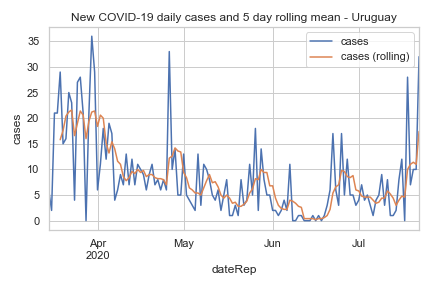 New COVID-19 daily cases and 5 day rolling mean - Uruguay
cases
cases (rolling)
35
30
25
20
15
10
5
0
cases
Apr
2020
May
Jun
Jul
dateRep